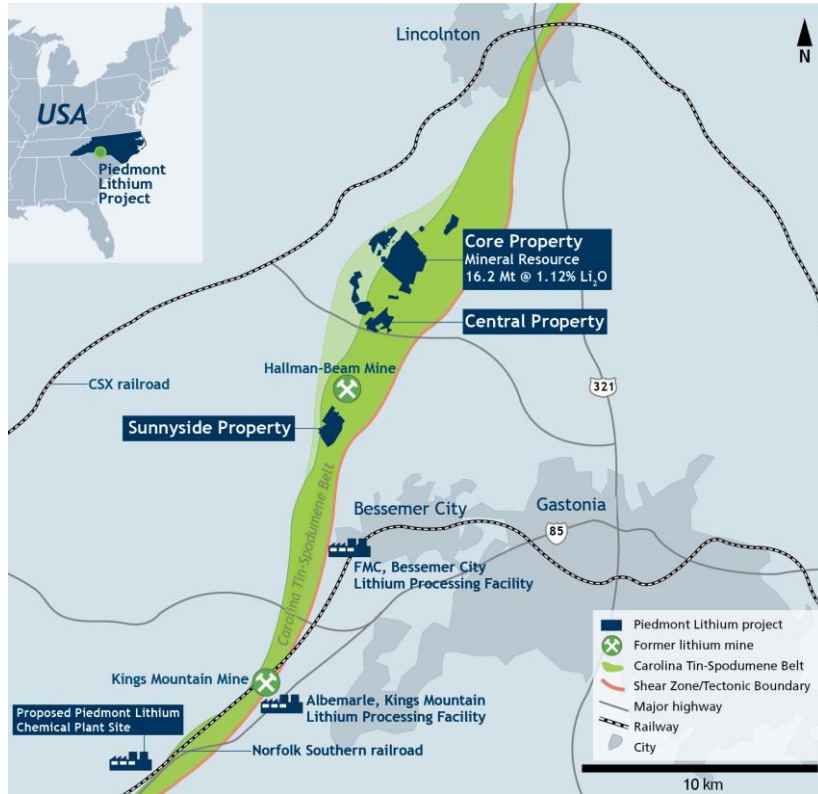 USA
Piedmont
Lithium
Project
Lincolnton
N
Core Property
Mineral Resource
16.2 Mt @ 1.12% Li₂O
Central Property
Hallman-Beam Mine
CSX railroad
321
Sunnyside Property
Carolina Tin-Spodumene Belt
Bessemer City
Gastonia
85
FMC, Bessemer City
Lithium Processing Facility
Kings Mountain Mine
Albemarle, Kings Mountain
Lithium Processing Facility
Proposed Piedmont Lithium
Chemical Plant Site
Norfolk Southern railroad
Piedmont Lithium project
Former lithium mine
Carolina Tin-Spodumene Belt
Shear Zone/Tectonic Boundary
Major highway
Railway
City
10 km